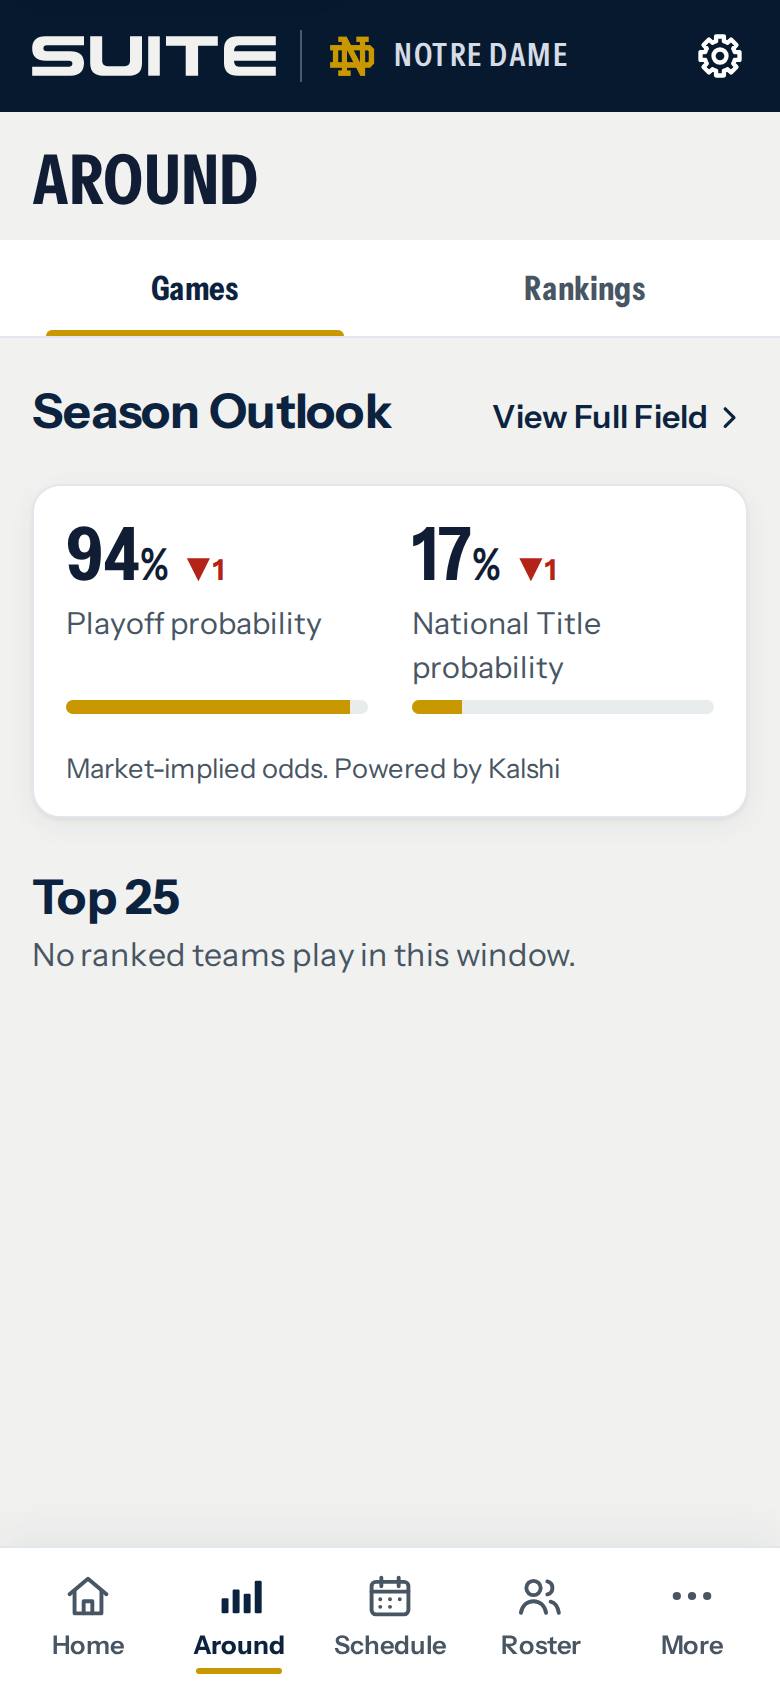 SUITE
NOTRE DAME
AROUND
Games
Rankings
Season Outlook
View Full Field
94% ▼1
17% ▼1
Playoff probability
National Title
probability
Market-implied odds. Powered by Kalshi
Top 25
No ranked teams play in this window.
Home
Around
Schedule
Roster
More